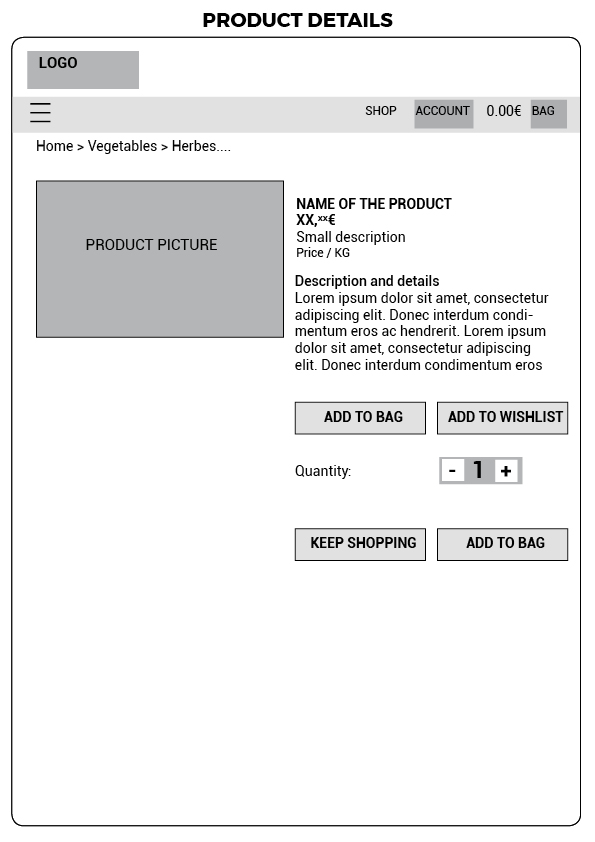 PRODUCT DETAILS
LOGO
SHOP ACCOUNT 0.00€ BAG
Home > Vegetables > Herbes....
PRODUCT PICTURE
NAME OF THE PRODUCT
XX,xx€
Small description
Price / KG
Description and details
Lorem ipsum dolor sit amet, consectetur
adipiscing elit. Donec interdum condi-
mentum eros ac hendrerit. Lorem ipsum
dolor sit amet, consectetur adipiscing
elit. Donec interdum condimentum eros
ADD TO BAG ADD TO WISHLIST
Quantity: - 1 +
KEEP SHOPPING ADD TO BAG